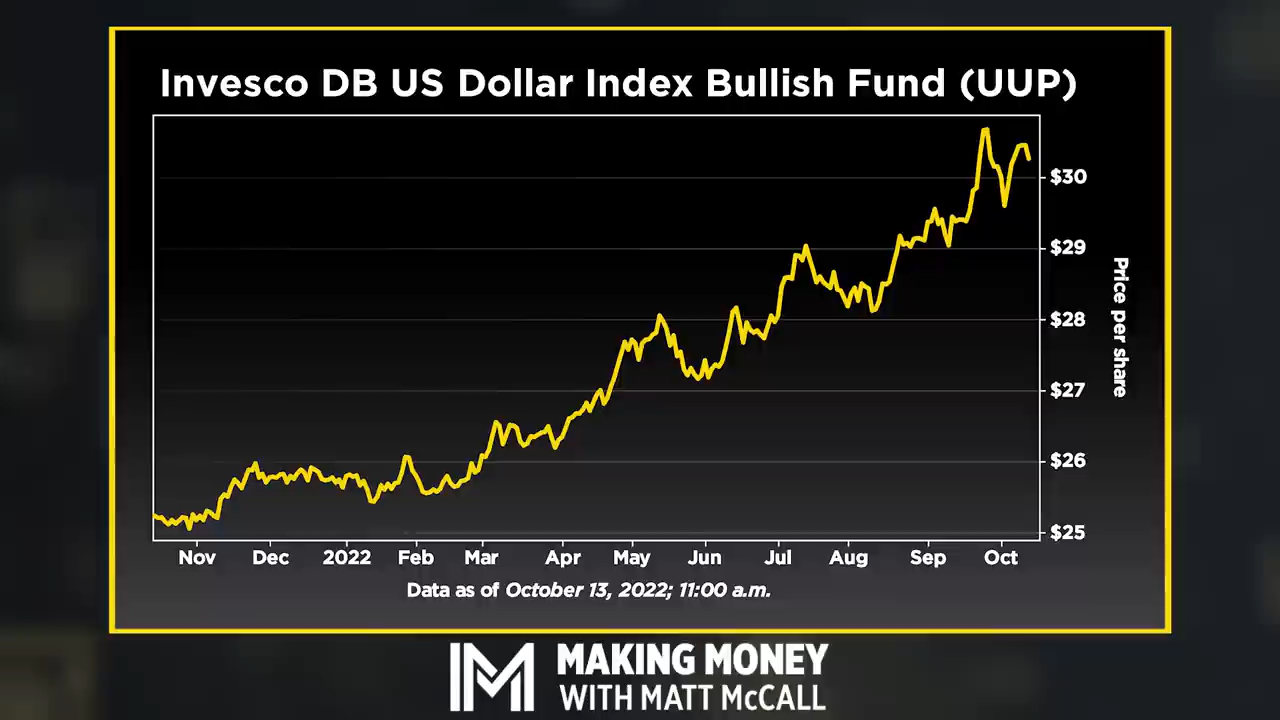 Invesco DB US Dollar Index Bullish Fund (UUP)
$30
$29
$28
$27
$26
$25
Price per share
Nov Dec 2022 Feb Mar Apr May Jun Jul Aug Sep Oct
Data as of October 13, 2022; 11:00 a.m.
MAKING MONEY
WITH MATT McCALL